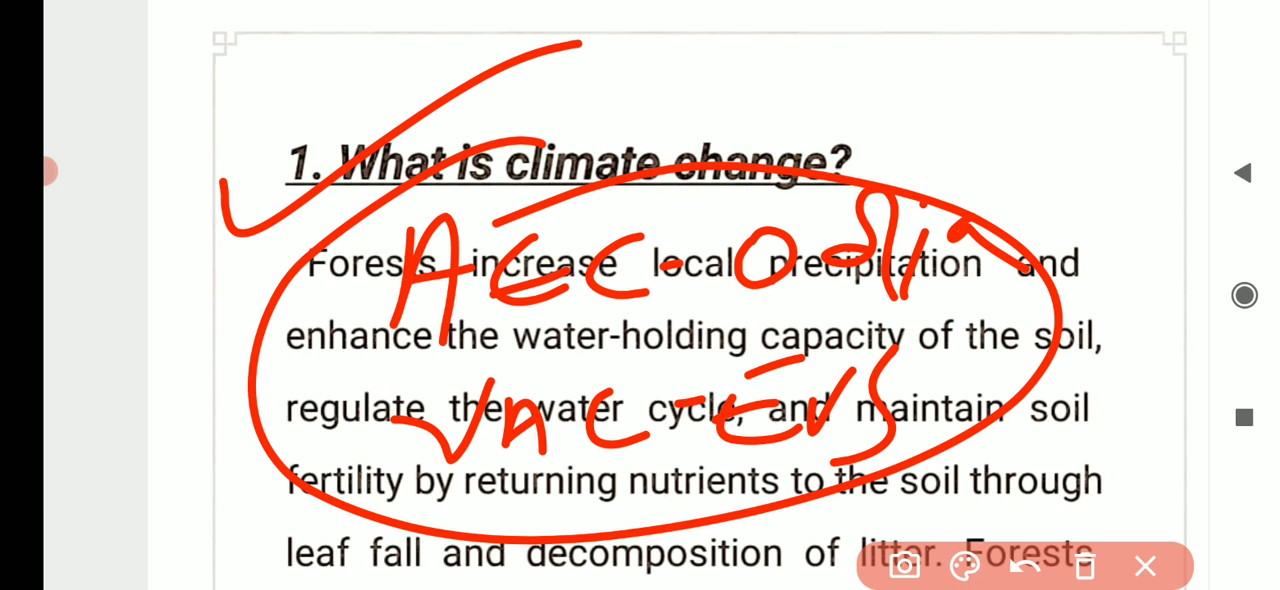 1. What is climate change?
Forests increase local precipitation and
enhance the water-holding capacity of the soil,
regulate the water cycle, and maintain soil
fertility by returning nutrients to the soil through
leaf fall and decomposition of litter. Forests
AEC-
VAC-EVS